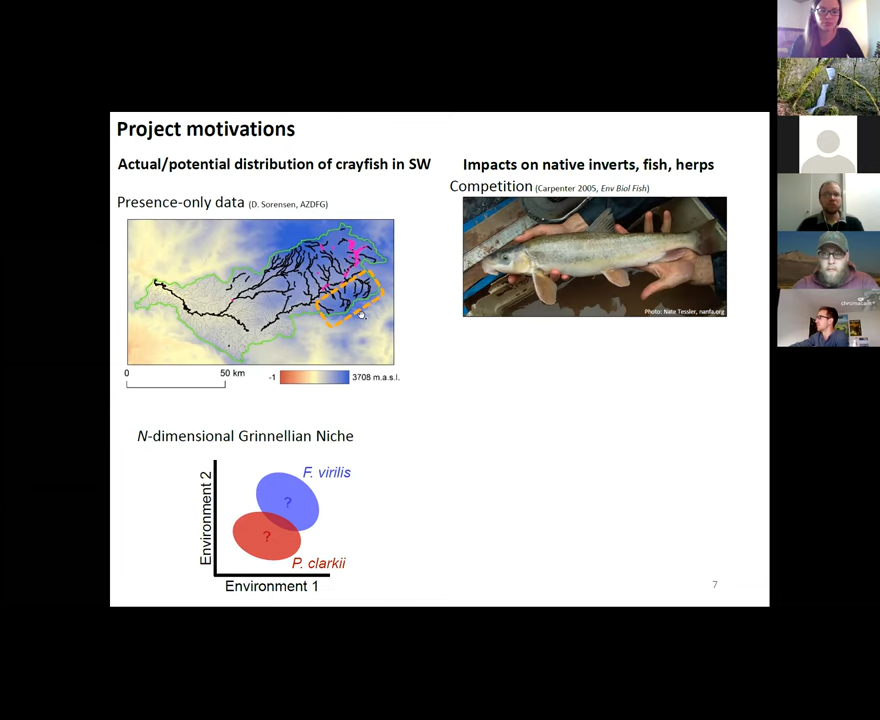 Project motivations
Actual/potential distribution of crayfish in SW
Presence-only data (D. Sorensen, AZDFG)
0
50 km
-1
3708 m.a.s.l.
N-dimensional Grinnellian Niche
Environment 2
F. virilis
?
?
P. clarkii
Environment 1
Impacts on native inverts, fish, herps
Competition (Carpenter 2005, Env Biol Fish)
Photo: Nate Tessler, nanfa.org
7